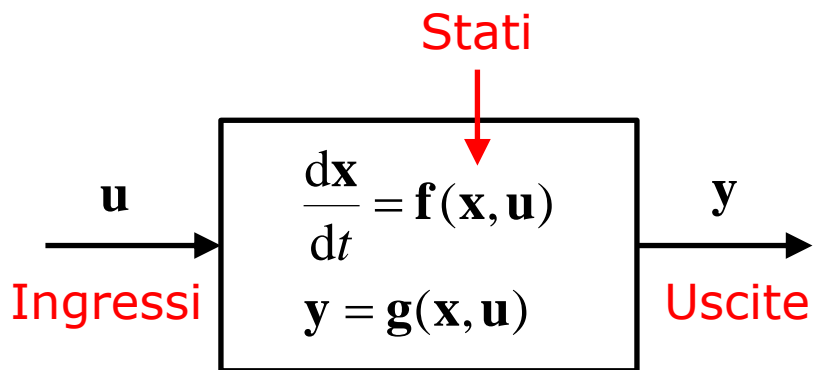 Stati
u
dx/dt = f(x, u)
y
Ingressi
y = g(x, u)
Uscite